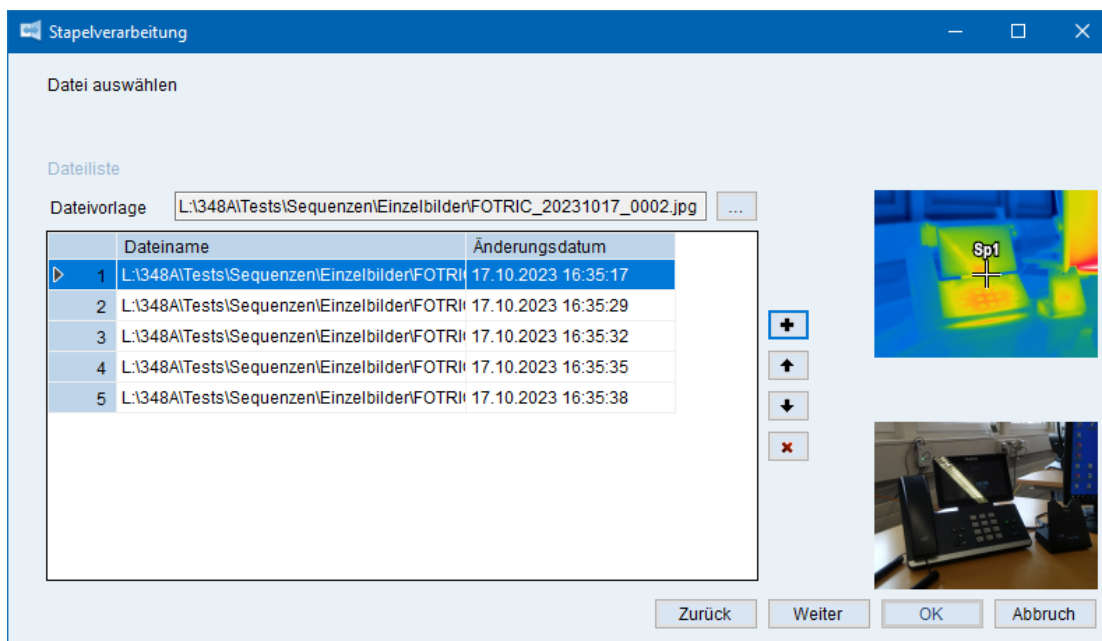 Stapelverarbeitung
Datei auswählen
Dateiliste
Dateivorlage L:\348A\Tests\Sequenzen\Einzelbilder\FOTRIC_20231017_0002.jpg ...
Dateiname Änderungsdatum
1 L:\348A\Tests\Sequenzen\Einzelbilder\FOTRI 17.10.2023 16:35:17
2 L:\348A\Tests\Sequenzen\Einzelbilder\FOTRI 17.10.2023 16:35:29
3 L:\348A\Tests\Sequenzen\Einzelbilder\FOTRI 17.10.2023 16:35:32
4 L:\348A\Tests\Sequenzen\Einzelbilder\FOTRI 17.10.2023 16:35:35
5 L:\348A\Tests\Sequenzen\Einzelbilder\FOTRI 17.10.2023 16:35:38
Sp1
Zurück Weiter OK Abbruch